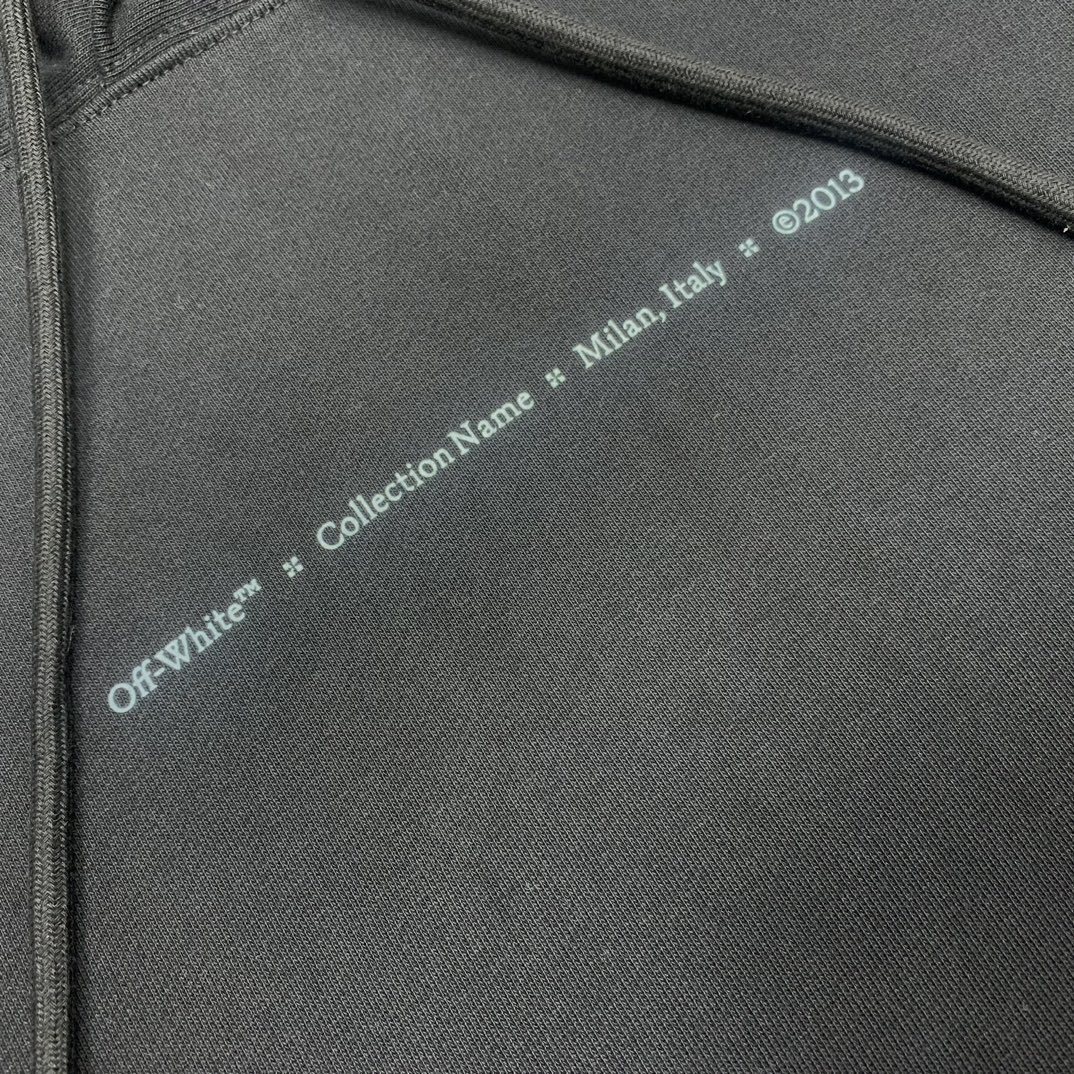 Off-White™ ⁘ Collection Name ⁘ Milan, Italy ⁘ ©2013